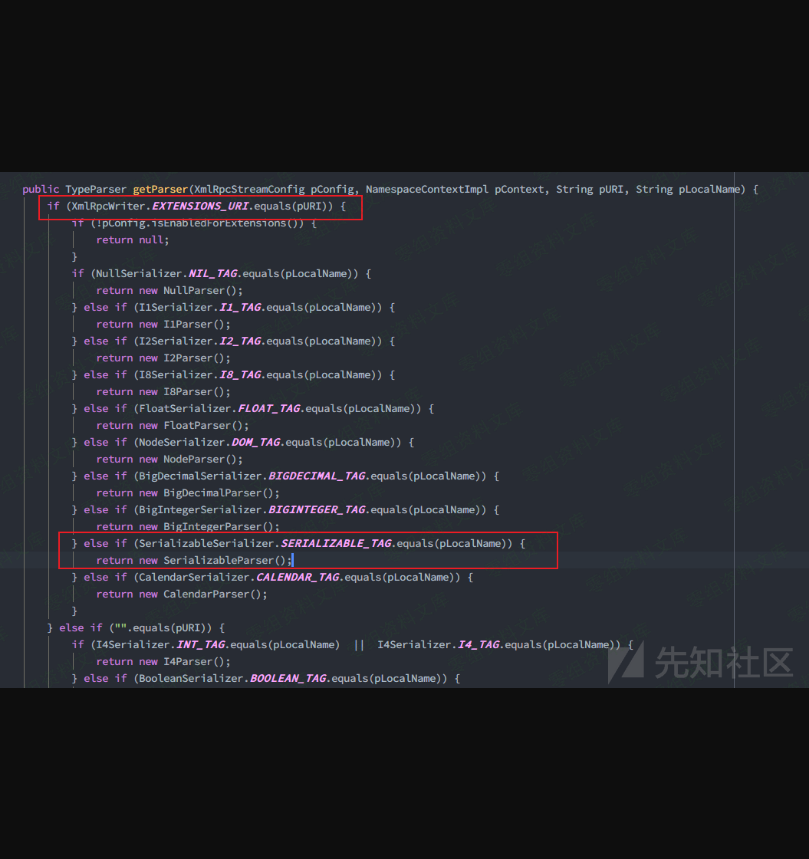 public TypeParser getParser(XmlRpcStreamConfig pConfig, NamespaceContextImpl pContext, String pURI, String pLocalName) {
if (XmlRpcWriter.EXTENSIONS_URI.equals(pURI)) {
if (!pConfig.isEnabledForExtensions()) {
return null;
}
if (NullSerializer.NIL_TAG.equals(pLocalName)) {
return new NullParser();
} else if (I1Serializer.I1_TAG.equals(pLocalName)) {
return new I1Parser();
} else if (I2Serializer.I2_TAG.equals(pLocalName)) {
return new I2Parser();
} else if (I8Serializer.I8_TAG.equals(pLocalName)) {
return new I8Parser();
} else if (FloatSerializer.FLOAT_TAG.equals(pLocalName)) {
return new FloatParser();
} else if (NodeSerializer.DOM_TAG.equals(pLocalName)) {
return new NodeParser();
} else if (BigDecimalSerializer.BIGDECIMAL_TAG.equals(pLocalName)) {
return new BigDecimalParser();
} else if (BigIntegerSerializer.BIGINTEGER_TAG.equals(pLocalName)) {
return new BigIntegerParser();
} else if (SerializableSerializer.SERIALIZABLE_TAG.equals(pLocalName)) {
return new SerializableParser();
} else if (CalendarSerializer.CALENDAR_TAG.equals(pLocalName)) {
return new CalendarParser();
}
} else if ("".equals(pURI)) {
if (I4Serializer.INT_TAG.equals(pLocalName) || I4Serializer.I4_TAG.equals(pLocalName)) {
return new I4Parser();
} else if (BooleanSerializer.BOOLEAN_TAG.equals(pLocalName)) {
先知社区